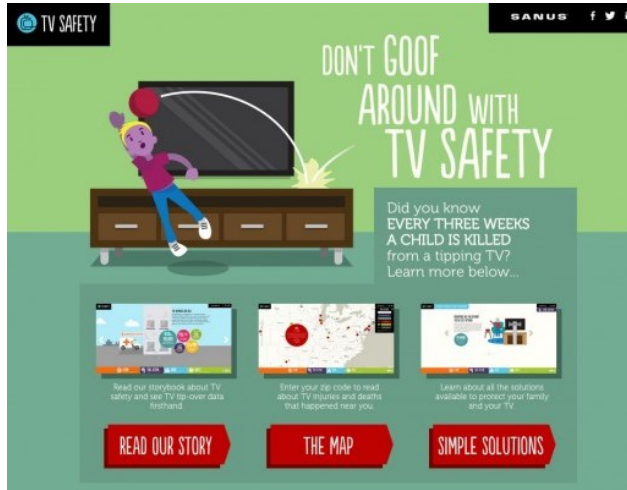 TV SAFETY
SANUS
DON'T GOOF
AROUND WITH
TV SAFETY
Did you know
EVERY THREE WEEKS
A CHILD IS KILLED
from a tipping TV?
Learn more below...
Read our storybook about TV
safety and see TV tip-over data
firsthand.
Enter your zip code to read
about TV injuries and deaths
that happened near you.
Learn about all the solutions
available to protect your family
and your TV.
READ OUR STORY
THE MAP
SIMPLE SOLUTIONS